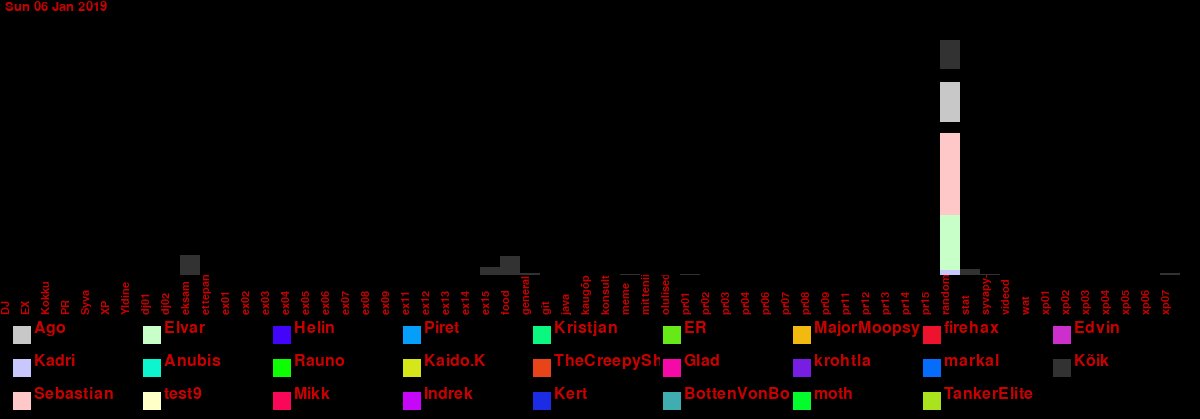 Sun 06 Jan 2019
DJ
EX
Kokku
PR
Syva
XP
Yldine
dj01
dj02
eksam
ettepan
ex01
ex02
ex03
ex04
ex05
ex06
ex07
ex08
ex09
ex11
ex12
ex13
ex14
ex15
food
general
git
java
kaugõp
konsult
meme
mittenii
olulised
pr01
pr02
pr03
pr04
pr06
pr07
pr08
pr09
pr11
pr12
pr13
pr14
pr15
random
stat
syvapy
videod
wat
xp01
xp02
xp03
xp04
xp05
xp06
xp07
Ago Elvar Helin Piret Kristjan ER MajorMoopsy firehax Edvin
Kadri Anubis Rauno Kaido.K TheCreepySh Glad krohtla markal Kõik
Sebastian test9 Mikk Indrek Kert BottenVonBo moth TankerElite